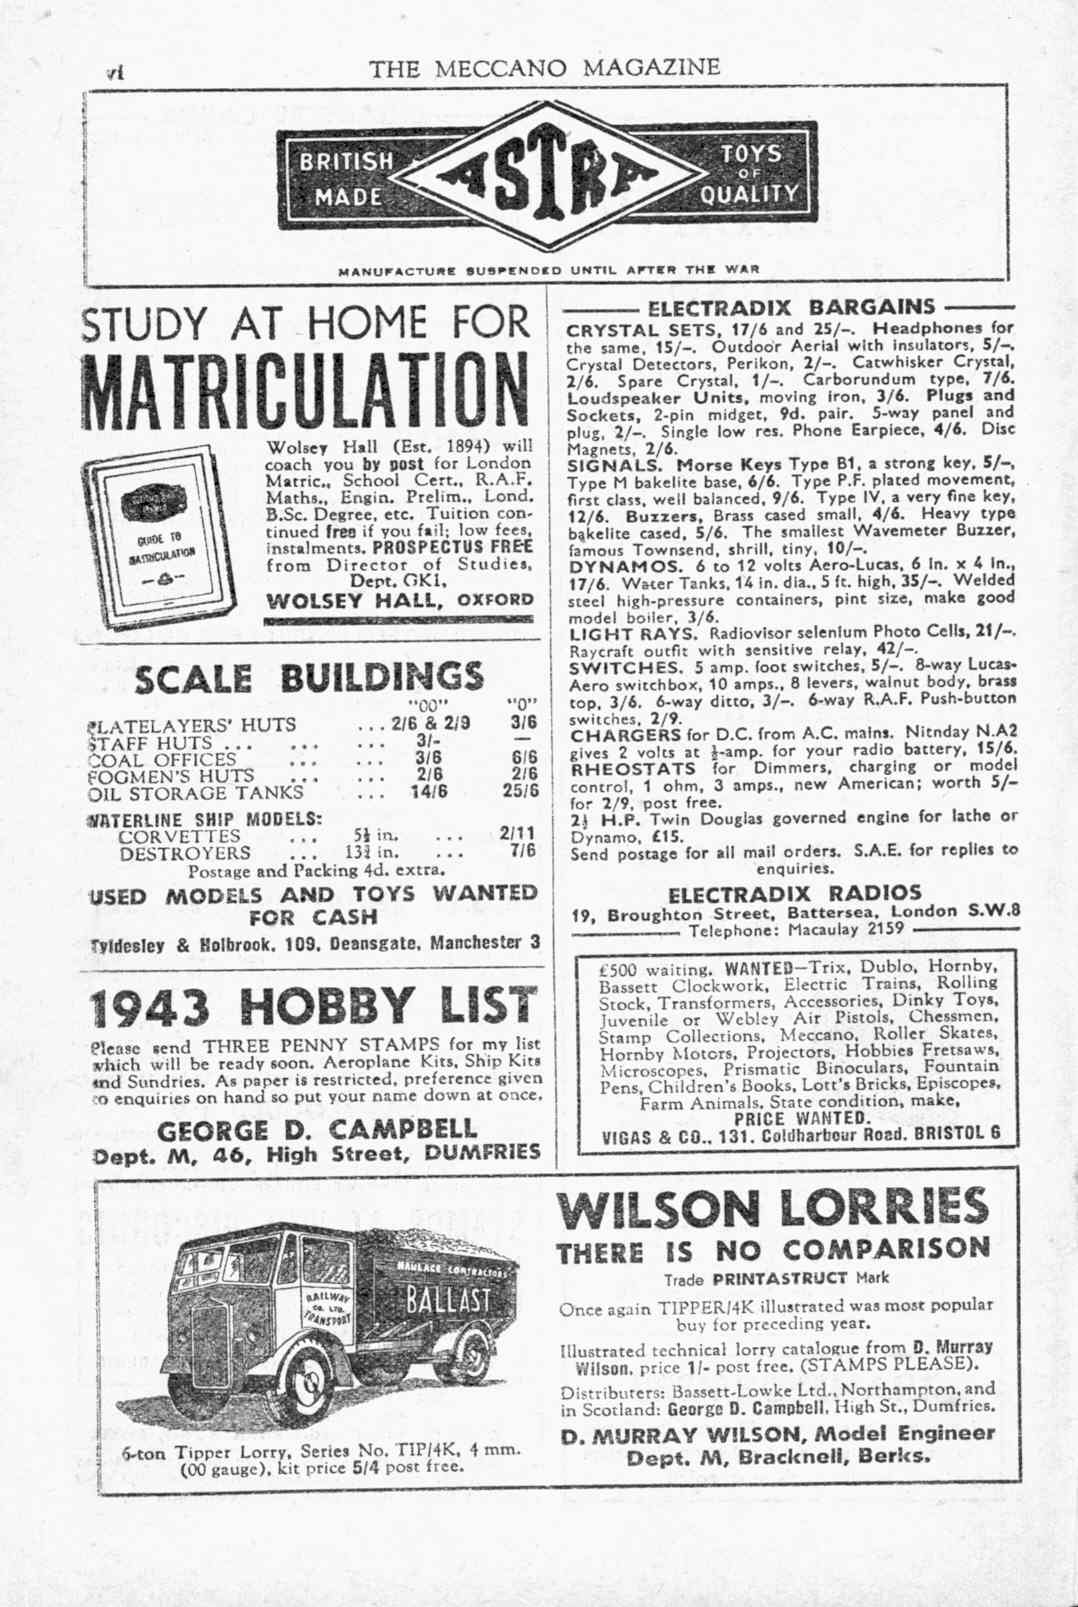 vi
THE MECCANO MAGAZINE
BRITISH MADE
ASTRA
TOYS OF QUALITY
MANUFACTURE SUSPENDED UNTIL AFTER THE WAR
STUDY AT HOME FOR
MATRICULATION
GUIDE TO
MATRICULATION
Wolsey Hall (Est. 1894) will
coach you by post for London
Matric., School Cert., R.A.F.
Maths., Engin. Prelim., Lond.
B.Sc. Degree, etc. Tuition con-
tinued free if you fail; low fees,
instalments. PROSPECTUS FREE
from Director of Studies,
Dept. GK1,
WOLSEY HALL, OXFORD
SCALE BUILDINGS
"OO" "O"
PLATELAYERS' HUTS ... 2/6 & 2/9 3/6
STAFF HUTS ... ... ... 3/- —
COAL OFFICES ... ... 3/6 6/6
FOGMEN'S HUTS ... ... 2/6 2/6
OIL STORAGE TANKS ... 14/6 25/6
WATERLINE SHIP MODELS:
CORVETTES ... 5½ in. ... 2/11
DESTROYERS ... 13¾ in. ... 7/6
Postage and Packing 4d. extra.
USED MODELS AND TOYS WANTED
FOR CASH
Tyldesley & Holbrook, 109, Deansgate, Manchester 3
1943 HOBBY LIST
Please send THREE PENNY STAMPS for my list
which will be ready soon. Aeroplane Kits, Ship Kits
and Sundries. As paper is restricted, preference given
to enquiries on hand so put your name down at once.
GEORGE D. CAMPBELL
Dept. M, 46, High Street, DUMFRIES
ELECTRADIX BARGAINS
CRYSTAL SETS, 17/6 and 25/-. Headphones for
the same, 15/-. Outdoor Aerial with insulators, 5/-.
Crystal Detectors, Perikon, 2/-. Catwhisker Crystal,
2/6. Spare Crystal, 1/-. Carborundum type, 7/6.
Loudspeaker Units, moving iron, 3/6. Plugs and
Sockets, 2-pin midget, 9d. pair. 5-way panel and
plug, 2/-. Single low res. Phone Earpiece, 4/6. Disc
Magnets, 2/6.
SIGNALS. Morse Keys Type B1, a strong key, 5/-,
Type M bakelite base, 6/6. Type P.F. plated movement,
first class, well balanced, 9/6. Type IV, a very fine key,
12/6. Buzzers, Brass cased small, 4/6. Heavy type
bakelite cased, 5/6. The smallest Wavemeter Buzzer,
famous Townsend, shrill, tiny, 10/-.
DYNAMOS. 6 to 12 volts Aero-Lucas, 6 in. x 4 in.,
17/6. Water Tanks, 14 in. dia., 5 ft. high, 35/-. Welded
steel high-pressure containers, pint size, make good
model boiler, 3/6.
LIGHT RAYS. Radiovisor selenium Photo Cells, 21/-.
Raycraft outfit with sensitive relay, 42/-.
SWITCHES. 5 amp. foot switches, 5/-. 8-way Lucas-
Aero switchbox, 10 amps., 8 levers, walnut body, brass
top, 3/6. 6-way ditto, 3/-. 6-way R.A.F. Push-button
switches, 2/9.
CHARGERS for D.C. from A.C. mains. Nitnday N.A2
gives 2 volts at ½-amp. for your radio battery, 15/6.
RHEOSTATS for Dimmers, charging or model
control, 1 ohm, 3 amps., new American; worth 5/-
for 2/9, post free.
2½ H.P. Twin Douglas governed engine for lathe or
Dynamo, £15.
Send postage for all mail orders. S.A.E. for replies to
enquiries.
ELECTRADIX RADIOS
19, Broughton Street, Battersea, London S.W.8
Telephone: Macaulay 2159
£500 waiting. WANTED—Trix, Dublo, Hornby,
Bassett Clockwork, Electric Trains, Rolling
Stock, Transformers, Accessories, Dinky Toys,
Juvenile or Webley Air Pistols, Chessmen,
Stamp Collections, Meccano, Roller Skates,
Hornby Motors, Projectors, Hobbies Fretsaws,
Microscopes, Prismatic Binoculars, Fountain
Pens, Children's Books, Lott's Bricks, Episcopes,
Farm Animals, State condition, make,
PRICE WANTED.
VIGAS & CO., 131, Coldharbour Road, BRISTOL 6
HAULAGE CONTRACTORS
BALLAST
RAILWAY
CO. LTD.
TRANSPORT
6-ton Tipper Lorry, Series No. TIP/4K, 4 mm.
(00 gauge), kit price 5/4 post free.
WILSON LORRIES
THERE IS NO COMPARISON
Trade PRINTASTRUCT Mark
Once again TIPPER/4K illustrated was most popular
buy for preceding year.
Illustrated technical lorry catalogue from D. Murray
Wilson, price 1/- post free. (STAMPS PLEASE).
Distributers: Bassett-Lowke Ltd., Northampton, and
in Scotland: George D. Campbell, High St., Dumfries.
D. MURRAY WILSON, Model Engineer
Dept. M, Bracknell, Berks.